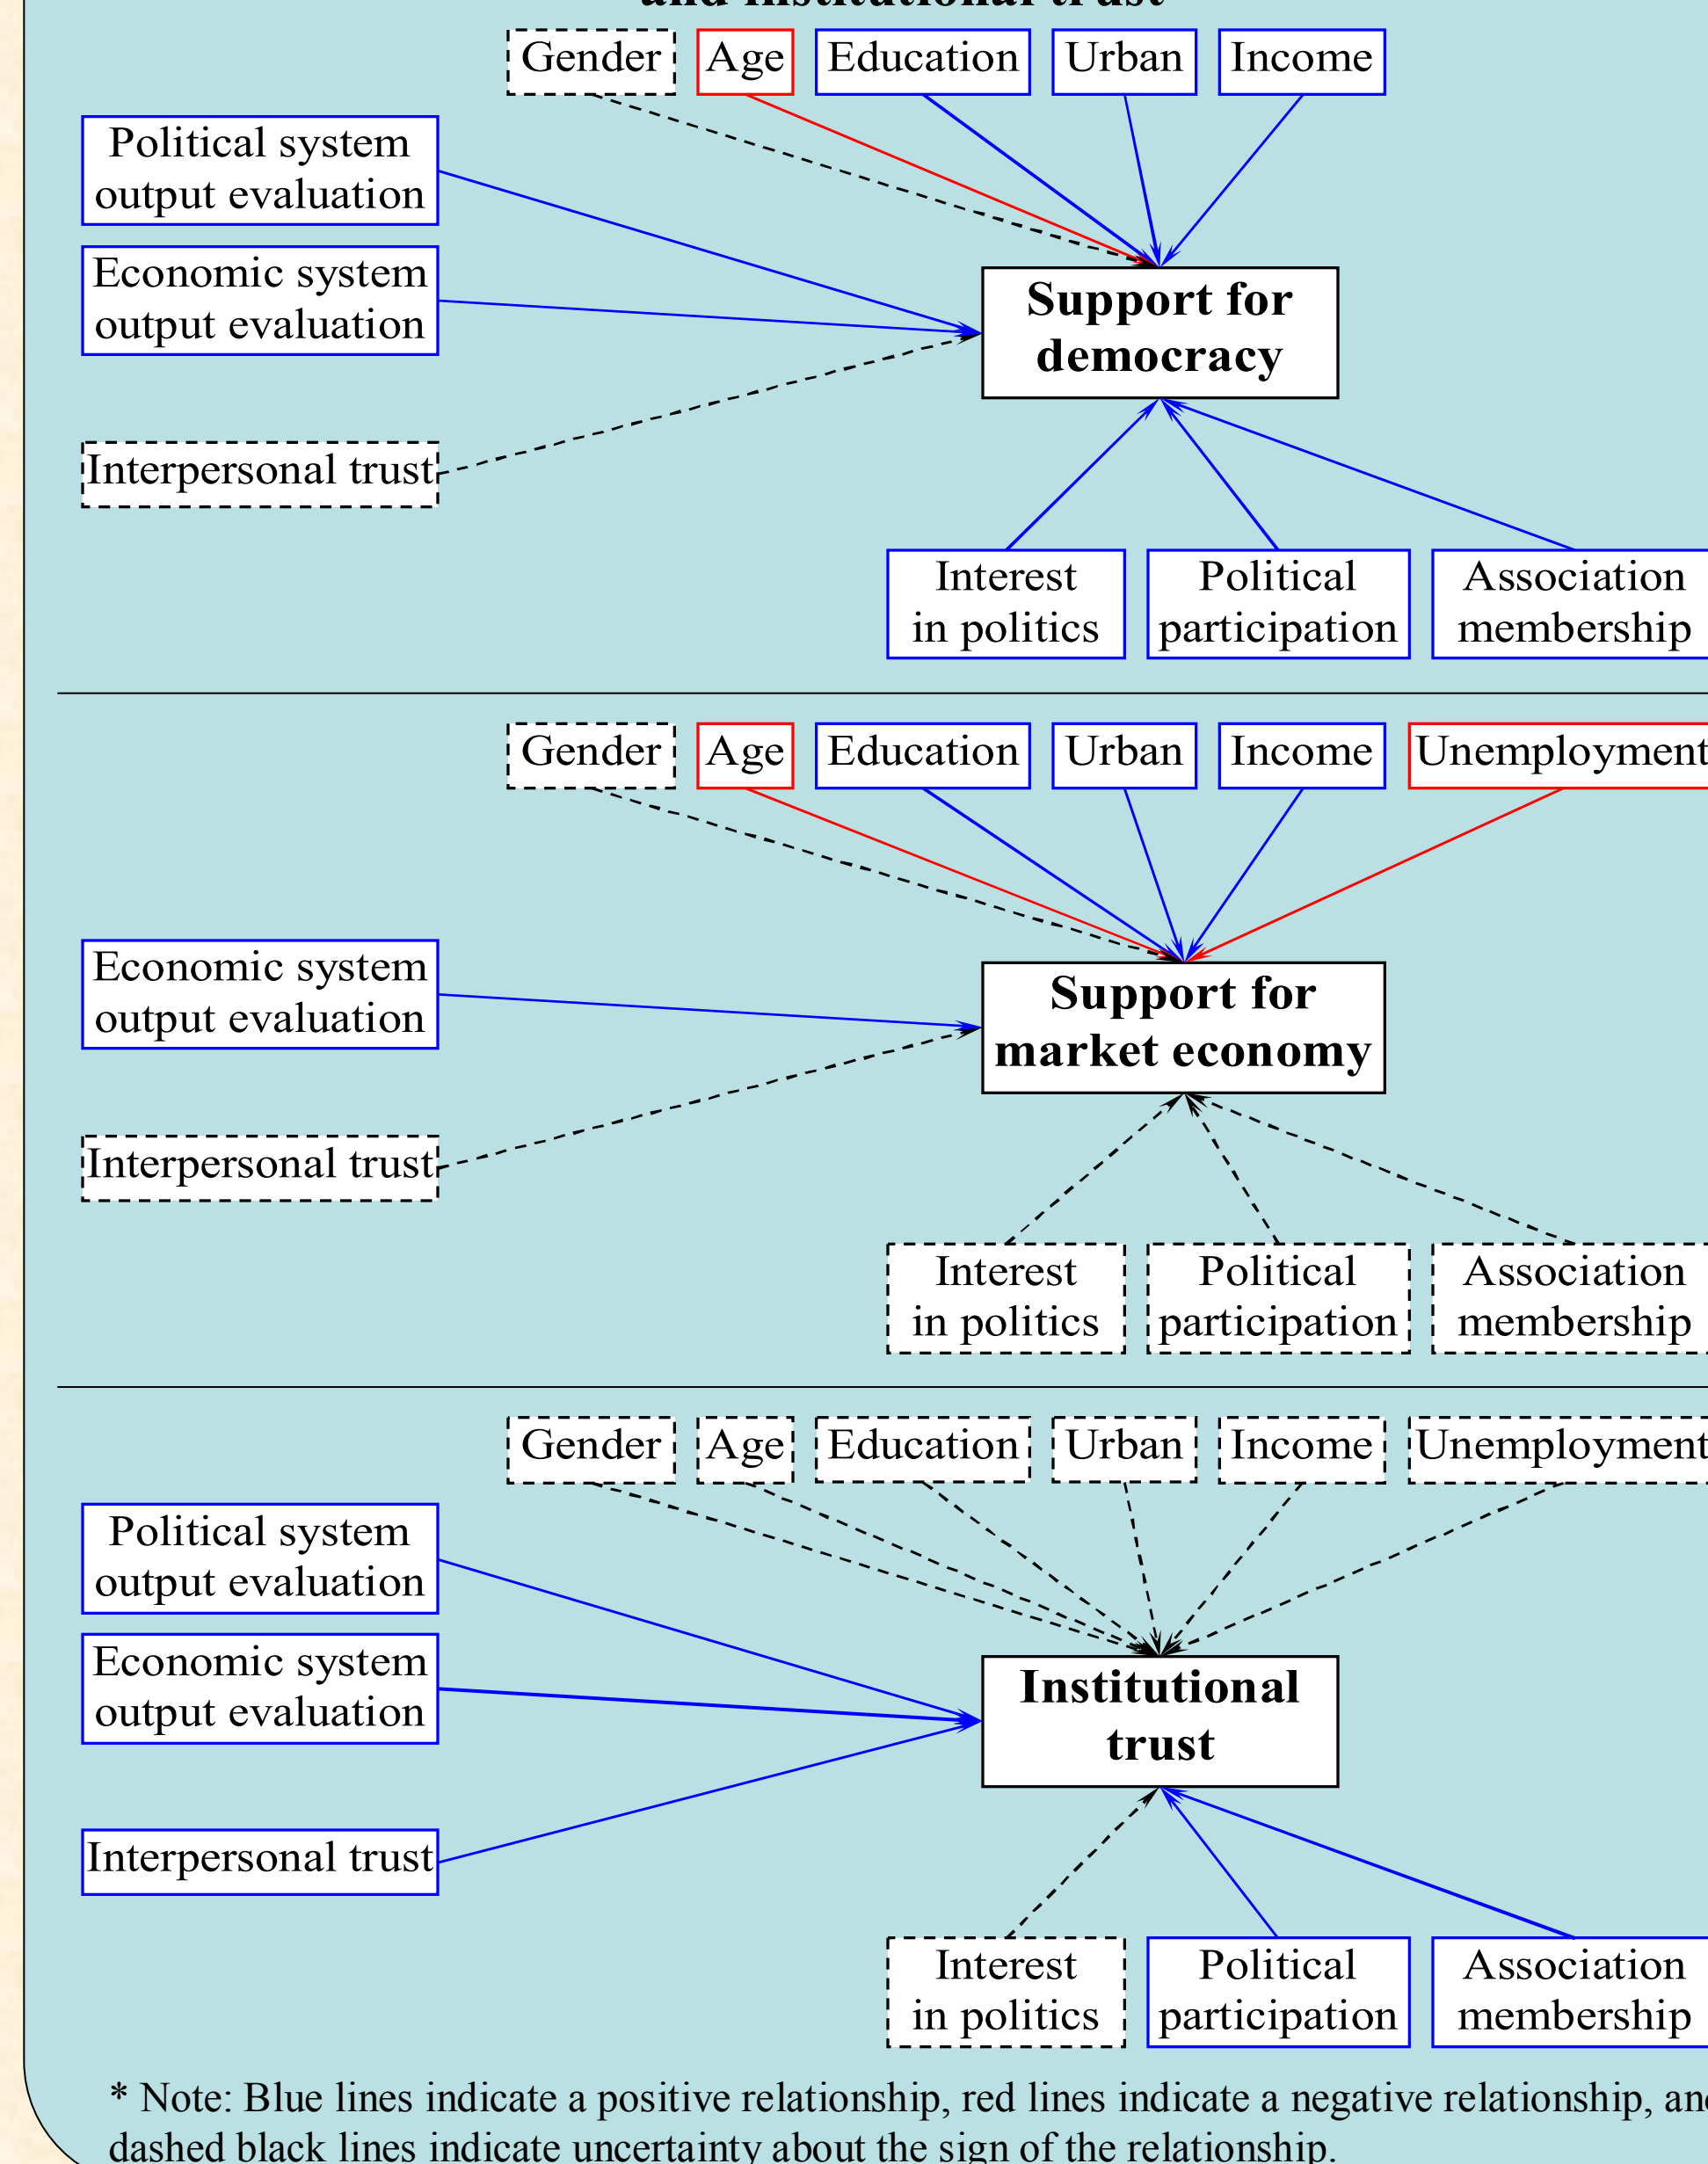 and institutional trust
Gender
Age
Education
Urban
Income
Political system
output evaluation
Economic system
output evaluation
Support for
democracy
Interpersonal trust
Interest
in politics
Political
participation
Association
membership
Gender
Age
Education
Urban
Income
Unemployment
Economic system
output evaluation
Support for
market economy
Interpersonal trust
Interest
in politics
Political
participation
Association
membership
Gender
Age
Education
Urban
Income
Unemployment
Political system
output evaluation
Economic system
output evaluation
Institutional
trust
Interpersonal trust
Interest
in politics
Political
participation
Association
membership
* Note: Blue lines indicate a positive relationship, red lines indicate a negative relationship, and
dashed black lines indicate uncertainty about the sign of the relationship.